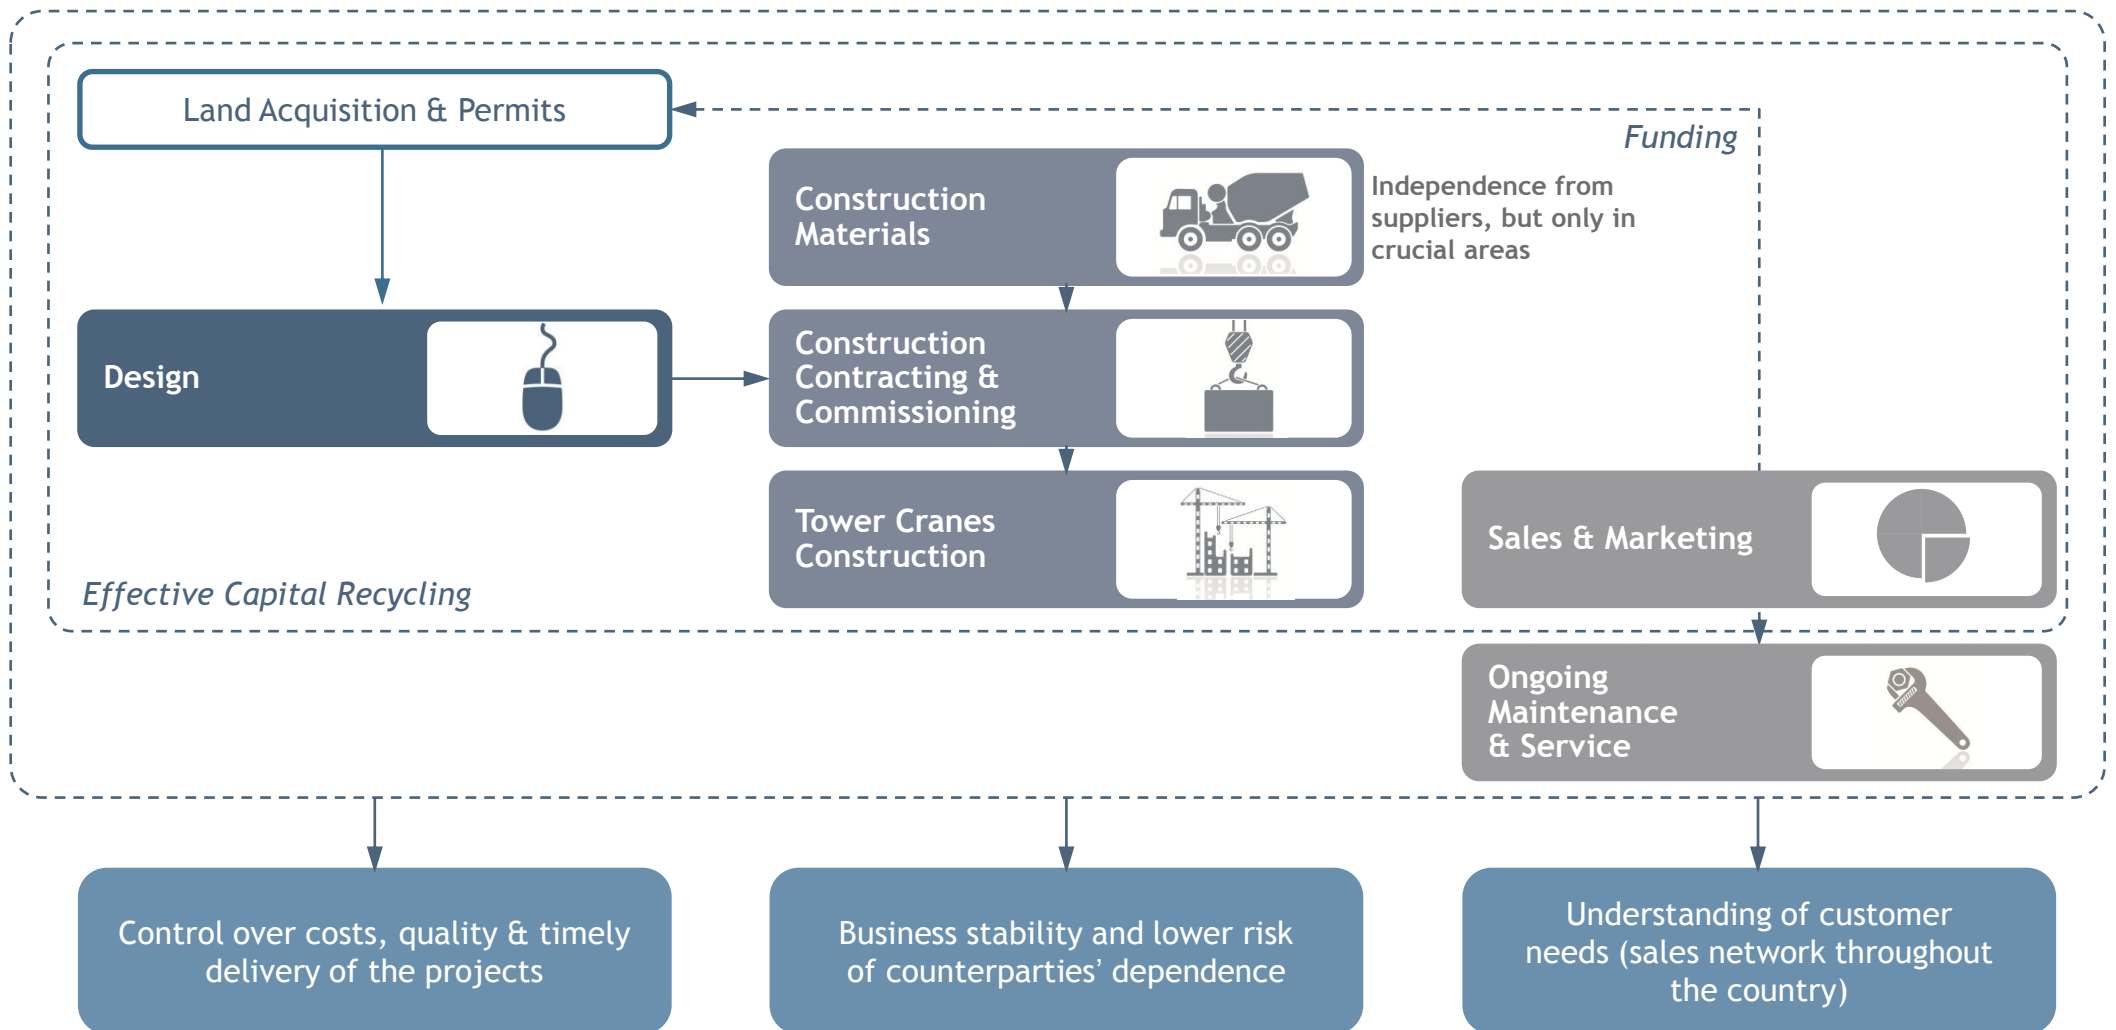 Land Acquisition & Permits
Funding
Construction
Materials
Independence from
suppliers, but only in
crucial areas
Design
Construction
Contracting &
Commissioning
Tower Cranes
Construction
Sales & Marketing
Effective Capital Recycling
Ongoing
Maintenance
& Service
Control over costs, quality & timely
delivery of the projects
Business stability and lower risk
of counterparties’ dependence
Understanding of customer
needs (sales network throughout
the country)